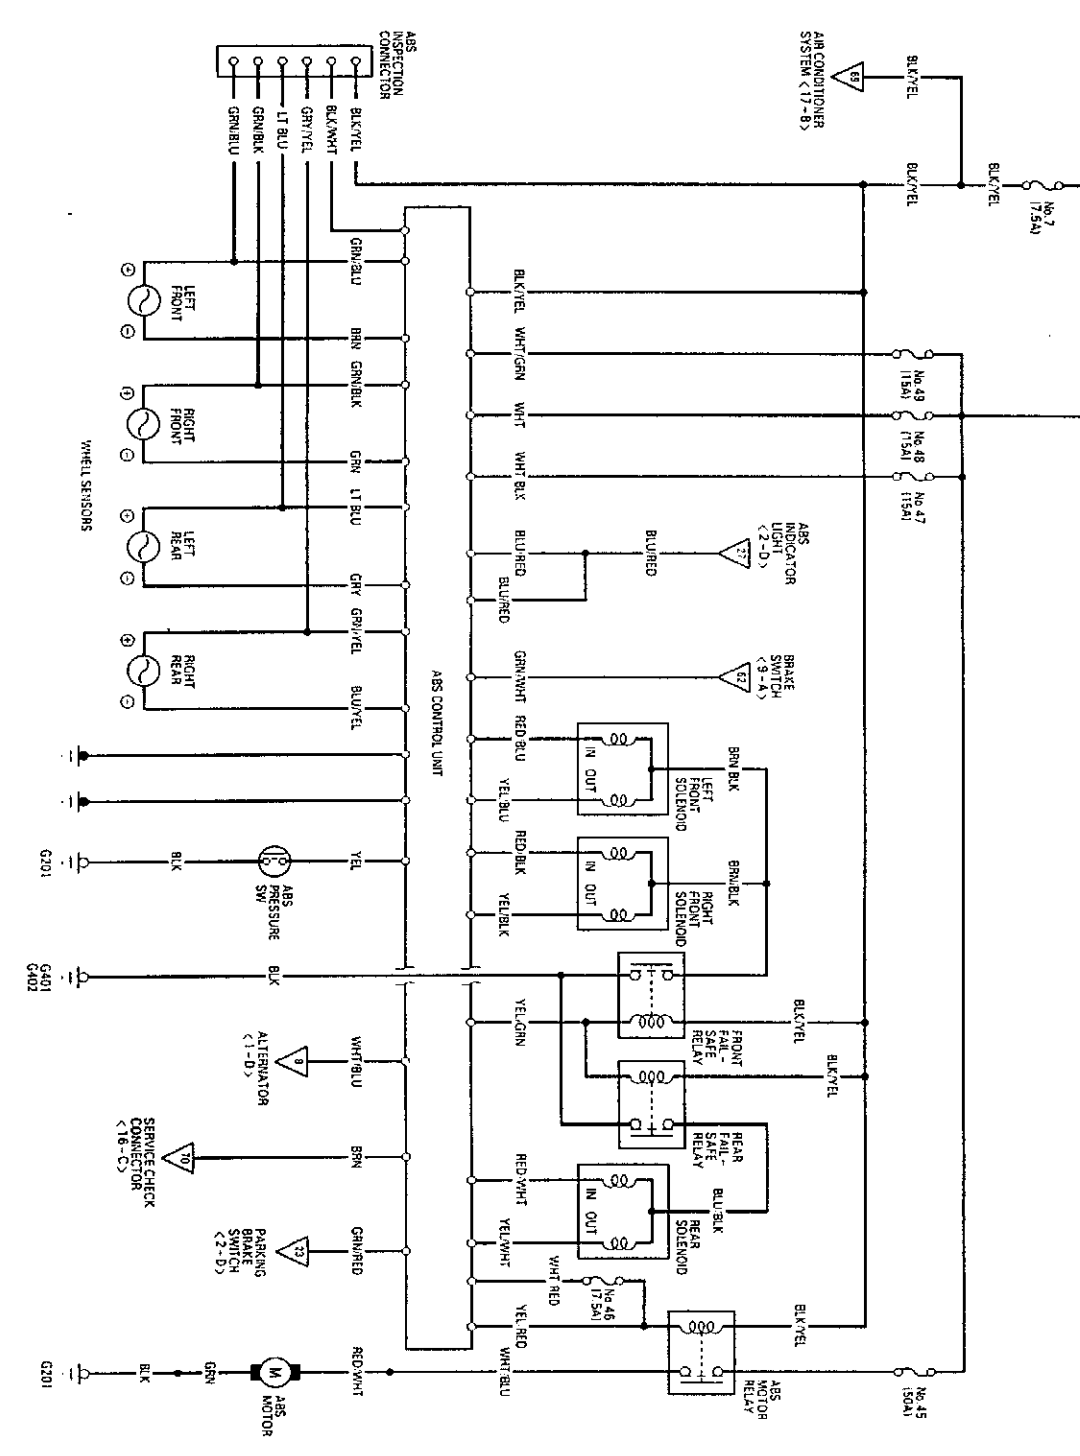 ABS
INSPECTION
CONNECTOR
GRN/BLU
GRN/BLK
LT BLU
GRY/YEL
BLK/WHT
BLK/YEL
AIR CONDITIONER
SYSTEM <17-B>
BLK/YEL
BLK/YEL
BLK/YEL
No.7
(7.5A)
GRN/BLU
BRN
GRN/BLK
GRN
LT BLU
GRY
GRN/YEL
BLU/YEL
+
LEFT
FRONT
-
+
RIGHT
FRONT
-
+
LEFT
REAR
-
+
RIGHT
REAR
-
WHELL SENSORS
ABS CONTROL UNIT
BLK/YEL
WHT/GRN
WHT
WHT BLK
No.49
(15A)
No.48
(15A)
No.47
(15A)
BLU/RED
BLU/RED
BLU/RED
27
ABS
INDICATOR
LIGHT
<2-D>
GRN/WHT
62
BRAKE
SWITCH
<9-A>
RED/BLU
YEL/BLU
IN OUT
LEFT
FRONT
SOLENOID
BRN BLK
RED/BLK
YEL/BLK
IN OUT
RIGHT
FRONT
SOLENOID
BRN/BLK
G201
BLK
ABS
PRESSURE
SW
YEL
G401
G402
BLK
YEL/GRN
FRONT
FAIL-
SAFE
RELAY
BLK/YEL
BLK/YEL
REAR
FAIL-
SAFE
RELAY
ALTERNATOR
<1-D>
WHT/BLU
SERVICE CHECK
CONNECTOR
<16-C>
70
BRN
PARKING
BRAKE
SWITCH
<2-D>
23
GRN/RED
RED/WHT
YEL/WHT
IN OUT
REAR
SOLENOID
BLU/BLK
WHT RED
No 46
(7.5A)
YEL/RED
BLK/YEL
ABS
MOTOR
RELAY
WHT/BLU
No.45
(50A)
G201
BLK
GRN
M
ABS
MOTOR
RED/WHT